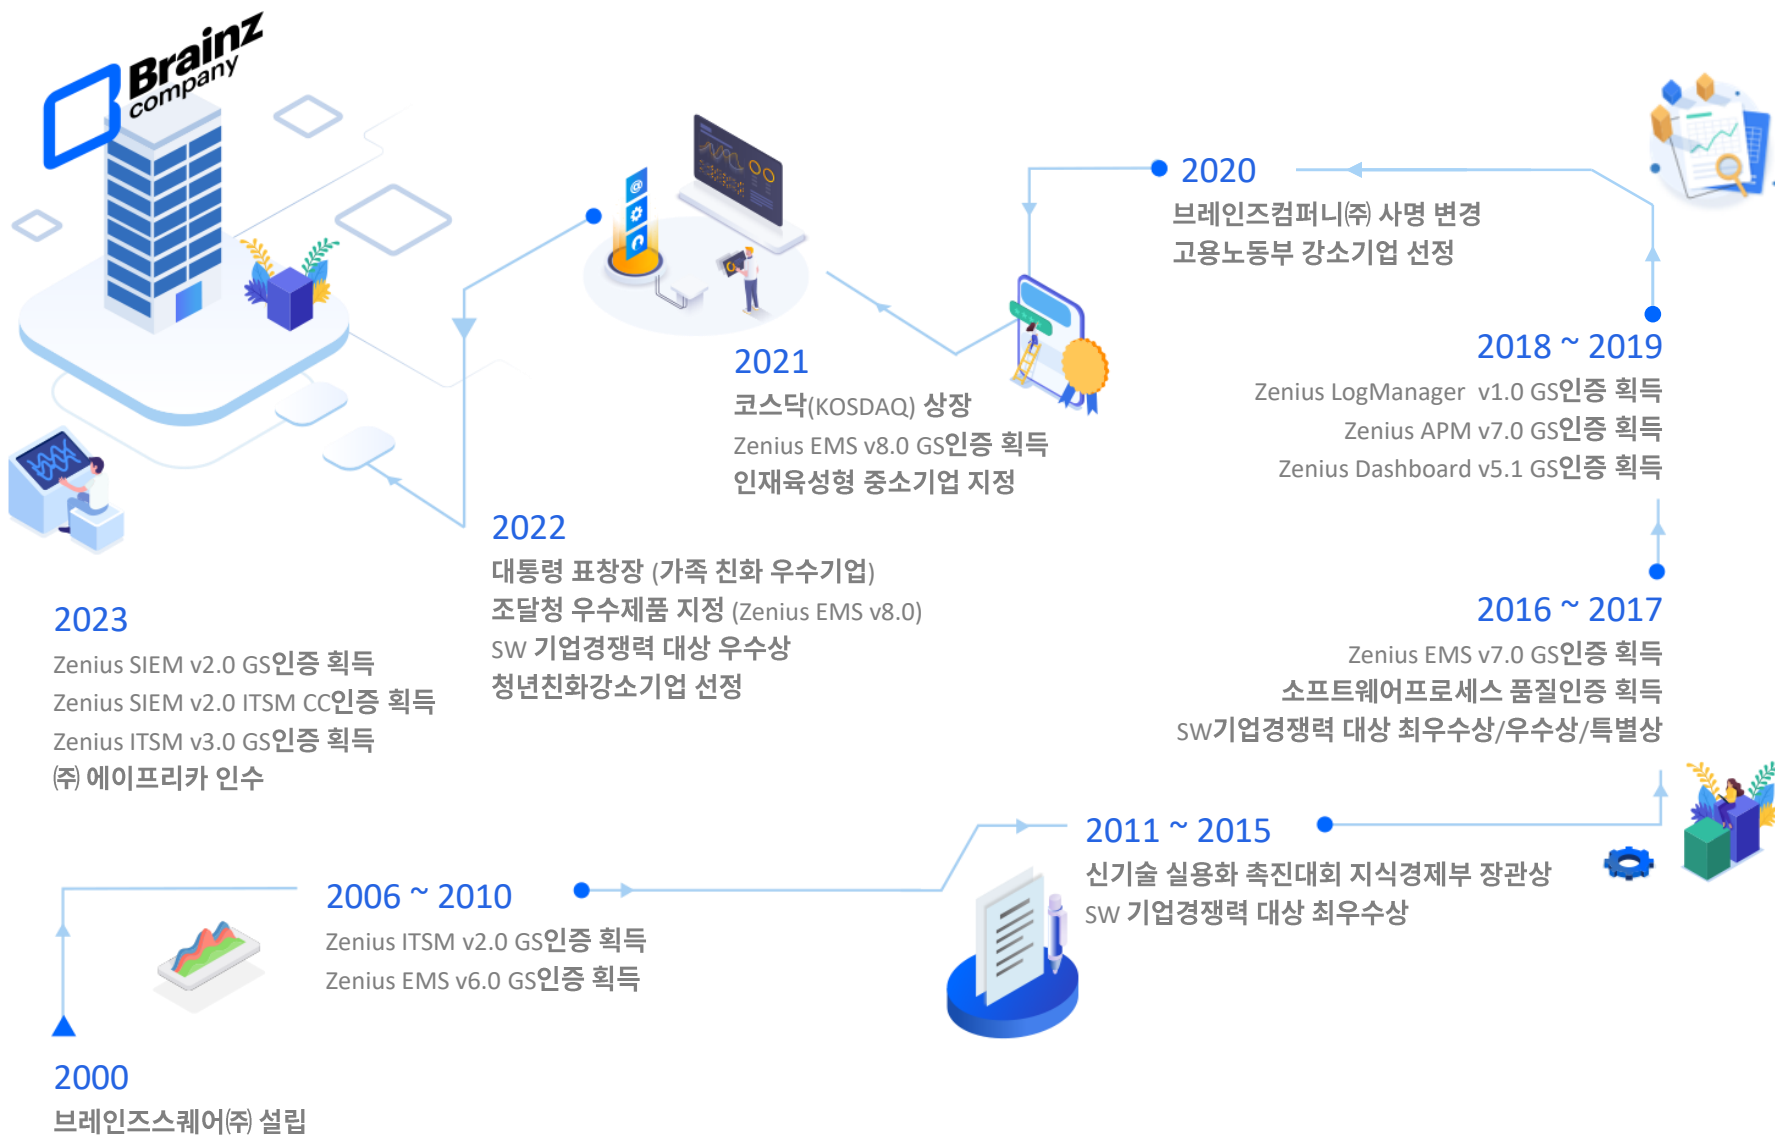 Brainz
company
2020
브레인즈컴퍼니㈜ 사명 변경
고용노동부 강소기업 선정
2018 ~ 2019
Zenius LogManager v1.0 GS인증 획득
Zenius APM v7.0 GS인증 획득
Zenius Dashboard v5.1 GS인증 획득
2021
코스닥(KOSDAQ) 상장
Zenius EMS v8.0 GS인증 획득
인재육성형 중소기업 지정
2022
대통령 표창장 (가족 친화 우수기업)
조달청 우수제품 지정 (Zenius EMS v8.0)
SW 기업경쟁력 대상 우수상
청년친화강소기업 선정
2023
Zenius SIEM v2.0 GS인증 획득
Zenius SIEM v2.0 ITSM CC인증 획득
Zenius ITSM v3.0 GS인증 획득
㈜ 에이프리카 인수
2016 ~ 2017
Zenius EMS v7.0 GS인증 획득
소프트웨어프로세스 품질인증 획득
SW기업경쟁력 대상 최우수상/우수상/특별상
2011 ~ 2015
신기술 실용화 촉진대회 지식경제부 장관상
SW 기업경쟁력 대상 최우수상
2006 ~ 2010
Zenius ITSM v2.0 GS인증 획득
Zenius EMS v6.0 GS인증 획득
2000
브레인즈스퀘어㈜ 설립